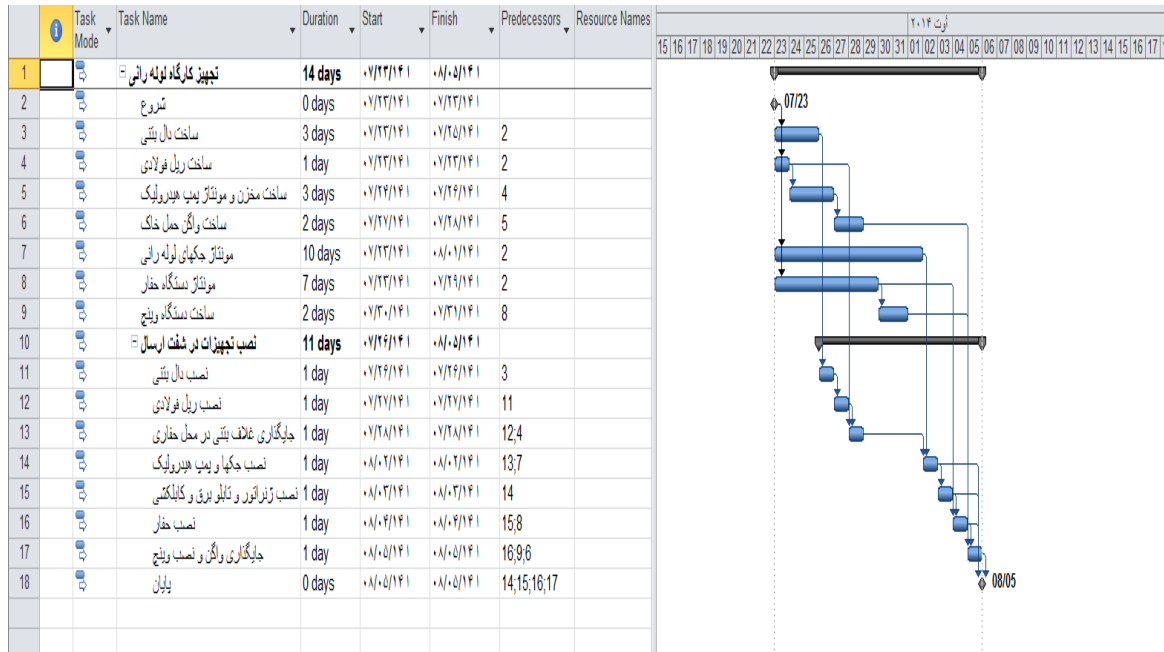 Task Mode Task Name Duration Start Finish Predecessors Resource Names
أوت ۲۰۱۴
15 16 17 18 19 20 21 22 23 24 25 26 27 28 29 30 31 01 02 03 04 05 06 07 08 09 10 11 12 13 14 15 16 17
1 تجهیز کارگاه لوله رانی 14 days ۰۷/۲۳/۱۴۱ ۰۸/۰۵/۱۴۱
2 شروع 0 days ۰۷/۲۳/۱۴۱ ۰۷/۲۳/۱۴۱ 07/23
3 ساخت دال بتنی 3 days ۰۷/۲۳/۱۴۱ ۰۷/۲۵/۱۴۱ 2
4 ساخت ریل فولادی 1 day ۰۷/۲۳/۱۴۱ ۰۷/۲۳/۱۴۱ 2
5 ساخت مخزن و مونتاژ پمپ هیدرولیک 3 days ۰۷/۲۴/۱۴۱ ۰۷/۲۶/۱۴۱ 4
6 ساخت واگن حمل خاک 2 days ۰۷/۲۷/۱۴۱ ۰۷/۲۸/۱۴۱ 5
7 مونتاژ جکهای لوله رانی 10 days ۰۷/۲۳/۱۴۱ ۰۸/۰۱/۱۴۱ 2
8 مونتاژ دستگاه حفار 7 days ۰۷/۲۳/۱۴۱ ۰۷/۲۹/۱۴۱ 2
9 ساخت دستگاه وینچ 2 days ۰۷/۳۰/۱۴۱ ۰۷/۳۱/۱۴۱ 8
10 نصب تجهیزات در شفت ارسال 11 days ۰۷/۲۶/۱۴۱ ۰۸/۰۵/۱۴۱
11 نصب دال بتنی 1 day ۰۷/۲۶/۱۴۱ ۰۷/۲۶/۱۴۱ 3
12 نصب ریل فولادی 1 day ۰۷/۲۷/۱۴۱ ۰۷/۲۷/۱۴۱ 11
13 جایگذاری غلاف بتنی در محل حفاری 1 day ۰۷/۲۸/۱۴۱ ۰۷/۲۸/۱۴۱ 12;4
14 نصب جکها و پمپ هیدرولیک 1 day ۰۸/۰۲/۱۴۱ ۰۸/۰۲/۱۴۱ 13;7
15 نصب ژنراتور و تابلو برق و کابلکشی 1 day ۰۸/۰۳/۱۴۱ ۰۸/۰۳/۱۴۱ 14
16 نصب حفار 1 day ۰۸/۰۴/۱۴۱ ۰۸/۰۴/۱۴۱ 15;8
17 جایگذاری واگن و نصب وینچ 1 day ۰۸/۰۵/۱۴۱ ۰۸/۰۵/۱۴۱ 16;9;6
18 پایان 0 days ۰۸/۰۵/۱۴۱ ۰۸/۰۵/۱۴۱ 14;15;16;17 08/05